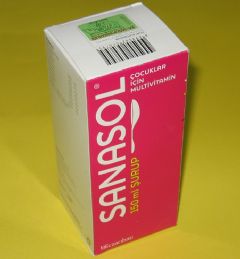 ÇOCUKLAR
İÇİN
MULTİVİTAMİN
SANASOL
150 ml ŞURUP